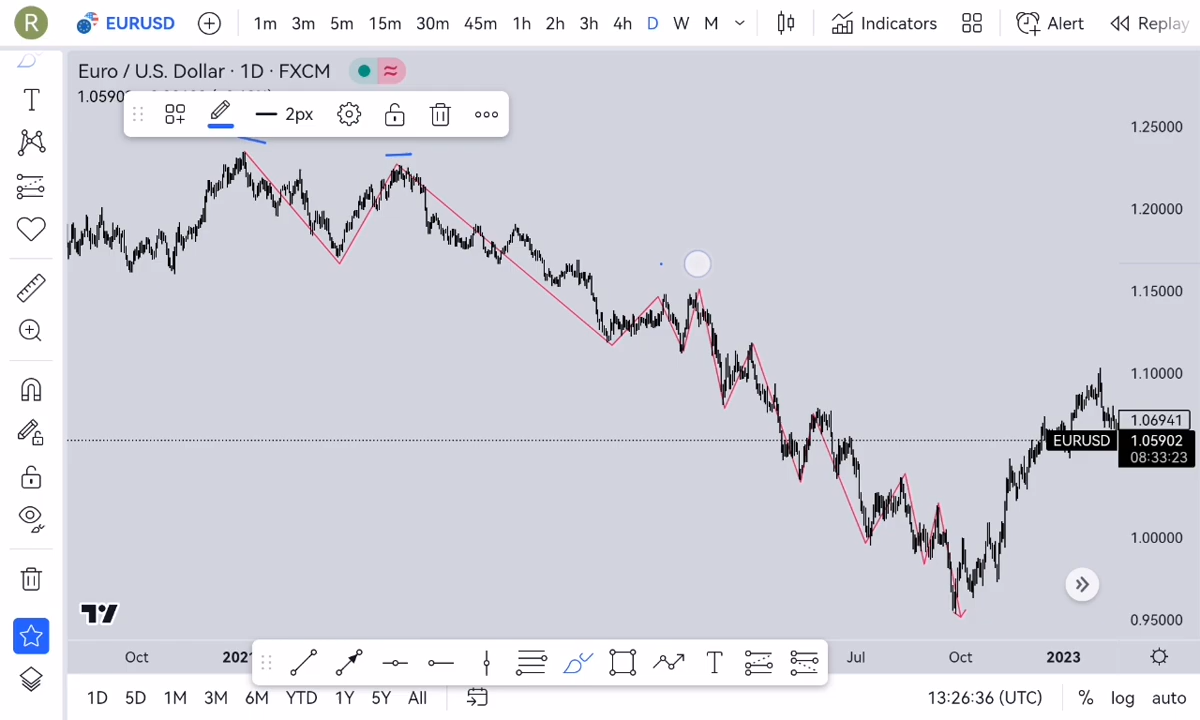 R EURUSD 1m 3m 5m 15m 30m 45m 1h 2h 3h 4h D W M Indicators Alert Replay
Euro / U.S. Dollar · 1D · FXCM
2px
1.25000
1.20000
1.15000
1.10000
1.06941
EURUSD 1.05902
08:33:23
1.00000
0.95000
Oct Jul Oct 2023
1D 5D 1M 3M 6M YTD 1Y 5Y All 13:26:36 (UTC) % log auto